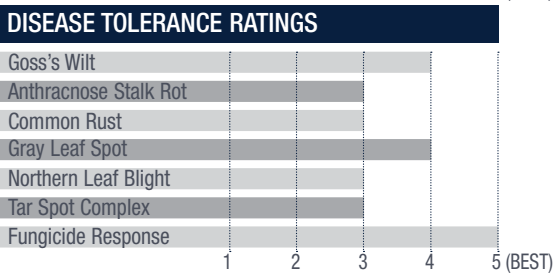 DISEASE TOLERANCE RATINGS
Goss's Wilt
Anthracnose Stalk Rot
Common Rust
Gray Leaf Spot
Northern Leaf Blight
Tar Spot Complex
Fungicide Response
1 2 3 4 5 (BEST)